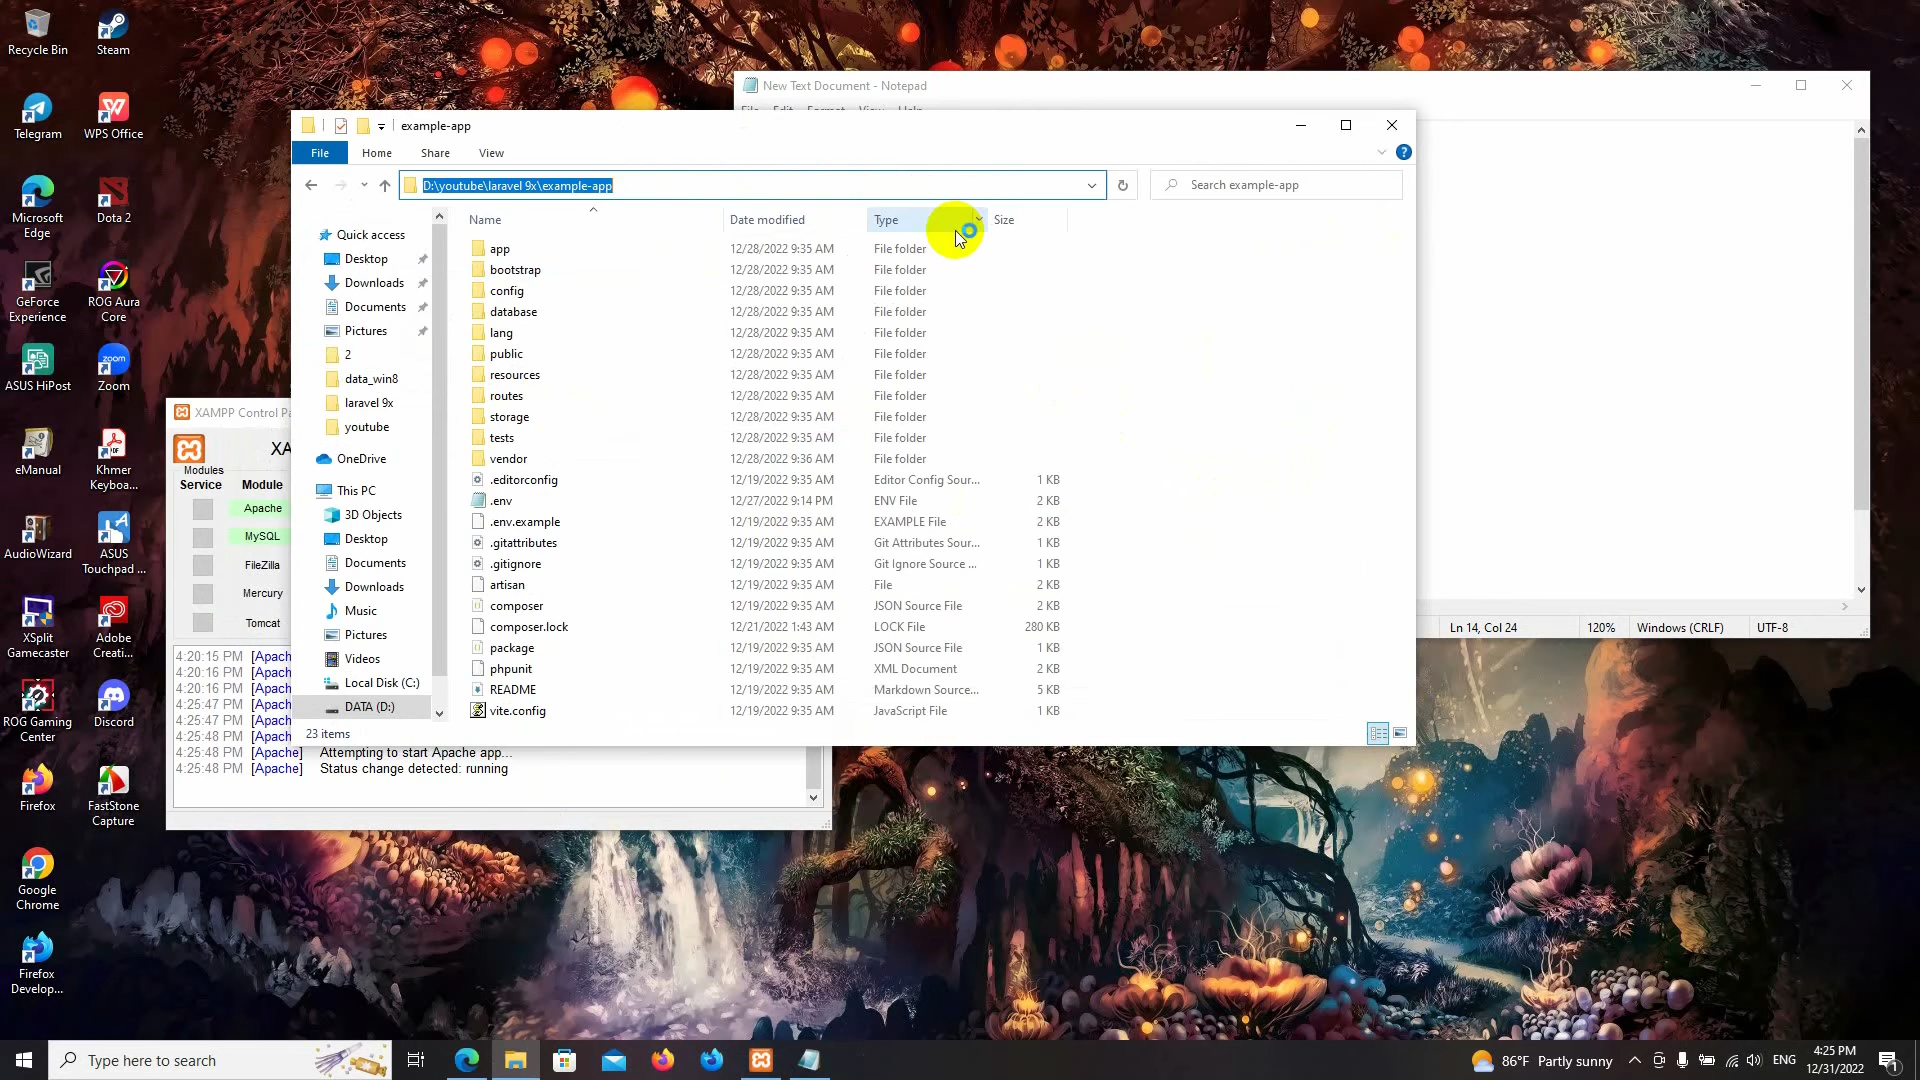 Recycle Bin
Steam
Telegram
WPS Office
Microsoft
Edge
Dota 2
GeForce
Experience
ROG Aura
Core
ASUS HiPost
Zoom
eManual
Khmer
Keyboa...
AudioWizard
ASUS
Touchpad ...
XSplit
Gamecaster
Adobe
Creati...
ROG Gaming
Center
Discord
Firefox
FastStone
Capture
Google
Chrome
Firefox
Develop...
New Text Document - Notepad
Ln 14, Col 24
120%
Windows (CRLF)
UTF-8
example-app
File
Home
Share
View
D:\youtube\laravel 9x\example-app
Search example-app
Quick access
Desktop
Downloads
Documents
Pictures
2
data_win8
laravel 9x
youtube
OneDrive
This PC
3D Objects
Desktop
Documents
Downloads
Music
Pictures
Videos
Local Disk (C:)
DATA (D:)
Name Date modified Type Size
app 12/28/2022 9:35 AM File folder
bootstrap 12/28/2022 9:35 AM File folder
config 12/28/2022 9:35 AM File folder
database 12/28/2022 9:35 AM File folder
lang 12/28/2022 9:35 AM File folder
public 12/28/2022 9:35 AM File folder
resources 12/28/2022 9:35 AM File folder
routes 12/28/2022 9:35 AM File folder
storage 12/28/2022 9:35 AM File folder
tests 12/28/2022 9:35 AM File folder
vendor 12/28/2022 9:36 AM File folder
.editorconfig 12/19/2022 9:35 AM Editor Config Sour... 1 KB
.env 12/27/2022 9:14 PM ENV File 2 KB
.env.example 12/19/2022 9:35 AM EXAMPLE File 2 KB
.gitattributes 12/19/2022 9:35 AM Git Attributes Sour... 1 KB
.gitignore 12/19/2022 9:35 AM Git Ignore Source ... 1 KB
artisan 12/19/2022 9:35 AM File 2 KB
composer 12/19/2022 9:35 AM JSON Source File 2 KB
composer.lock 12/21/2022 1:43 AM LOCK File 280 KB
package 12/19/2022 9:35 AM JSON Source File 1 KB
phpunit 12/19/2022 9:35 AM XML Document 2 KB
README 12/19/2022 9:35 AM Markdown Source... 5 KB
vite.config 12/19/2022 9:35 AM JavaScript File 1 KB
23 items
XAMPP Control Pa
XA
Modules
Service Module
Apache
MySQL
FileZilla
Mercury
Tomcat
4:20:15 PM [Apach
4:20:16 PM [Apach
4:20:16 PM [Apach
4:25:47 PM [Apach
4:25:47 PM [Apach
4:25:48 PM [Apach
4:25:48 PM [Apache] Attempting to start Apache app...
4:25:48 PM [Apache] Status change detected: running
Type here to search
86°F Partly sunny
ENG
4:25 PM
12/31/2022
1